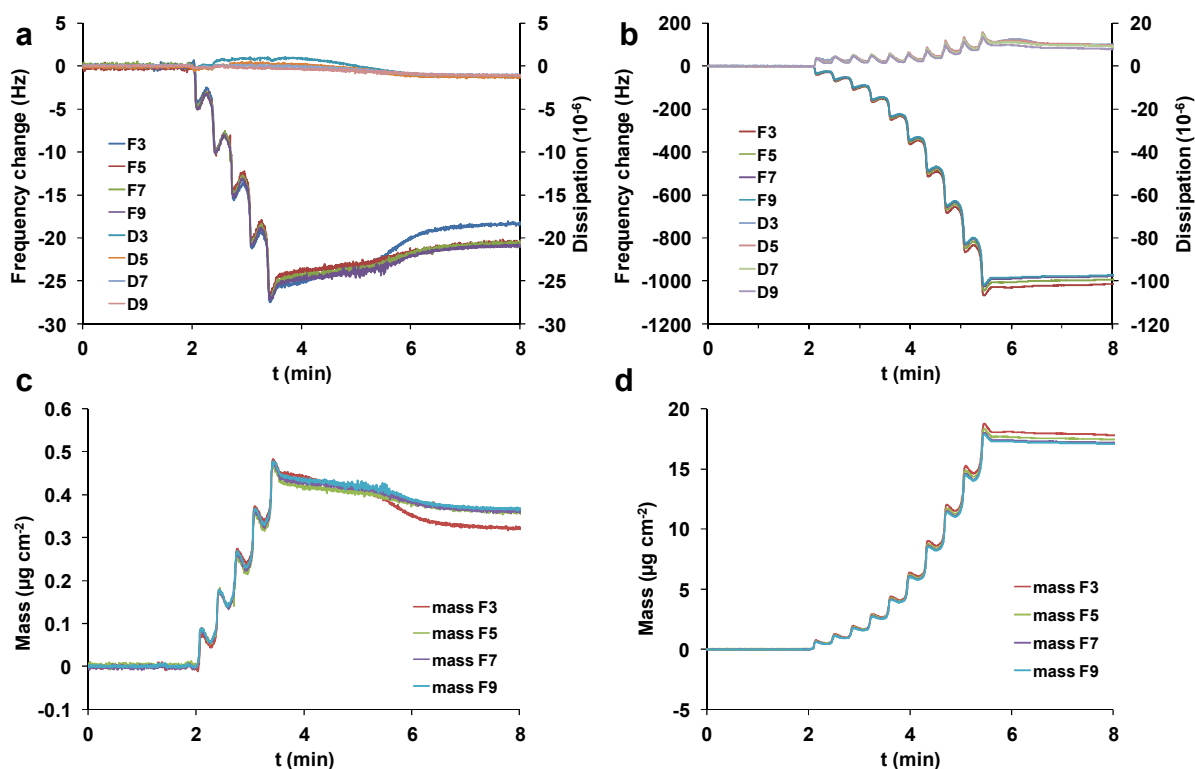 a
5
0
-5
-10
-15
-20
-25
-30
Frequency change (Hz)
5
0
-5
-10
-15
-20
-25
-30
Dissipation (10-6)
F3
F5
F7
F9
D3
D5
D7
D9
0 2 4 6 8
t (min)
b
200
0
-200
-400
-600
-800
-1000
-1200
Frequency change (Hz)
20
0
-20
-40
-60
-80
-100
-120
Dissipation (10-6)
F3
F5
F7
F9
D3
D5
D7
D9
0 2 4 6 8
t (min)
c
0.6
0.5
0.4
0.3
0.2
0.1
0
-0.1
Mass (µg cm-2)
mass F3
mass F5
mass F7
mass F9
0 2 4 6 8
t (min)
d
20
15
10
5
0
-5
Mass (µg cm-2)
mass F3
mass F5
mass F7
mass F9
0 2 4 6 8
t (min)